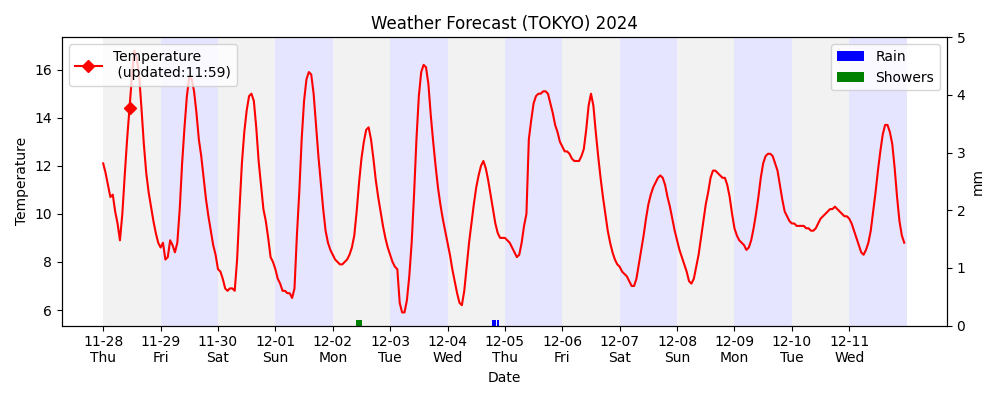 Weather Forecast (TOKYO) 2024
Temperature
(updated:11:59)
Rain
Showers
Temperature
16
14
12
10
8
6
5
4
3
2
1
0
mm
11-28 11-29 11-30 12-01 12-02 12-03 12-04 12-05 12-06 12-07 12-08 12-09 12-10 12-11
Thu Fri Sat Sun Mon Tue Wed Thu Fri Sat Sun Mon Tue Wed
Date